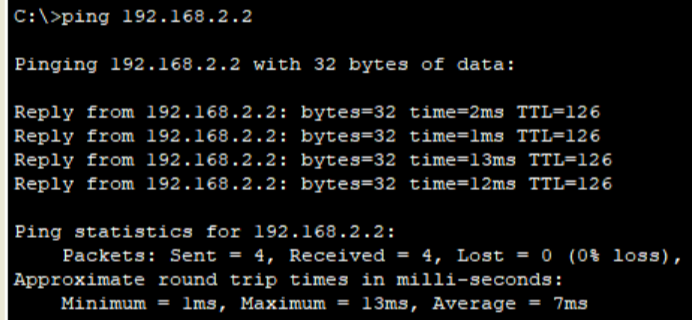 C:\>ping 192.168.2.2
Pinging 192.168.2.2 with 32 bytes of data:
Reply from 192.168.2.2: bytes=32 time=2ms TTL=126
Reply from 192.168.2.2: bytes=32 time=1ms TTL=126
Reply from 192.168.2.2: bytes=32 time=13ms TTL=126
Reply from 192.168.2.2: bytes=32 time=12ms TTL=126
Ping statistics for 192.168.2.2:
Packets: Sent = 4, Received = 4, Lost = 0 (0% loss),
Approximate round trip times in milli-seconds:
Minimum = 1ms, Maximum = 13ms, Average = 7ms